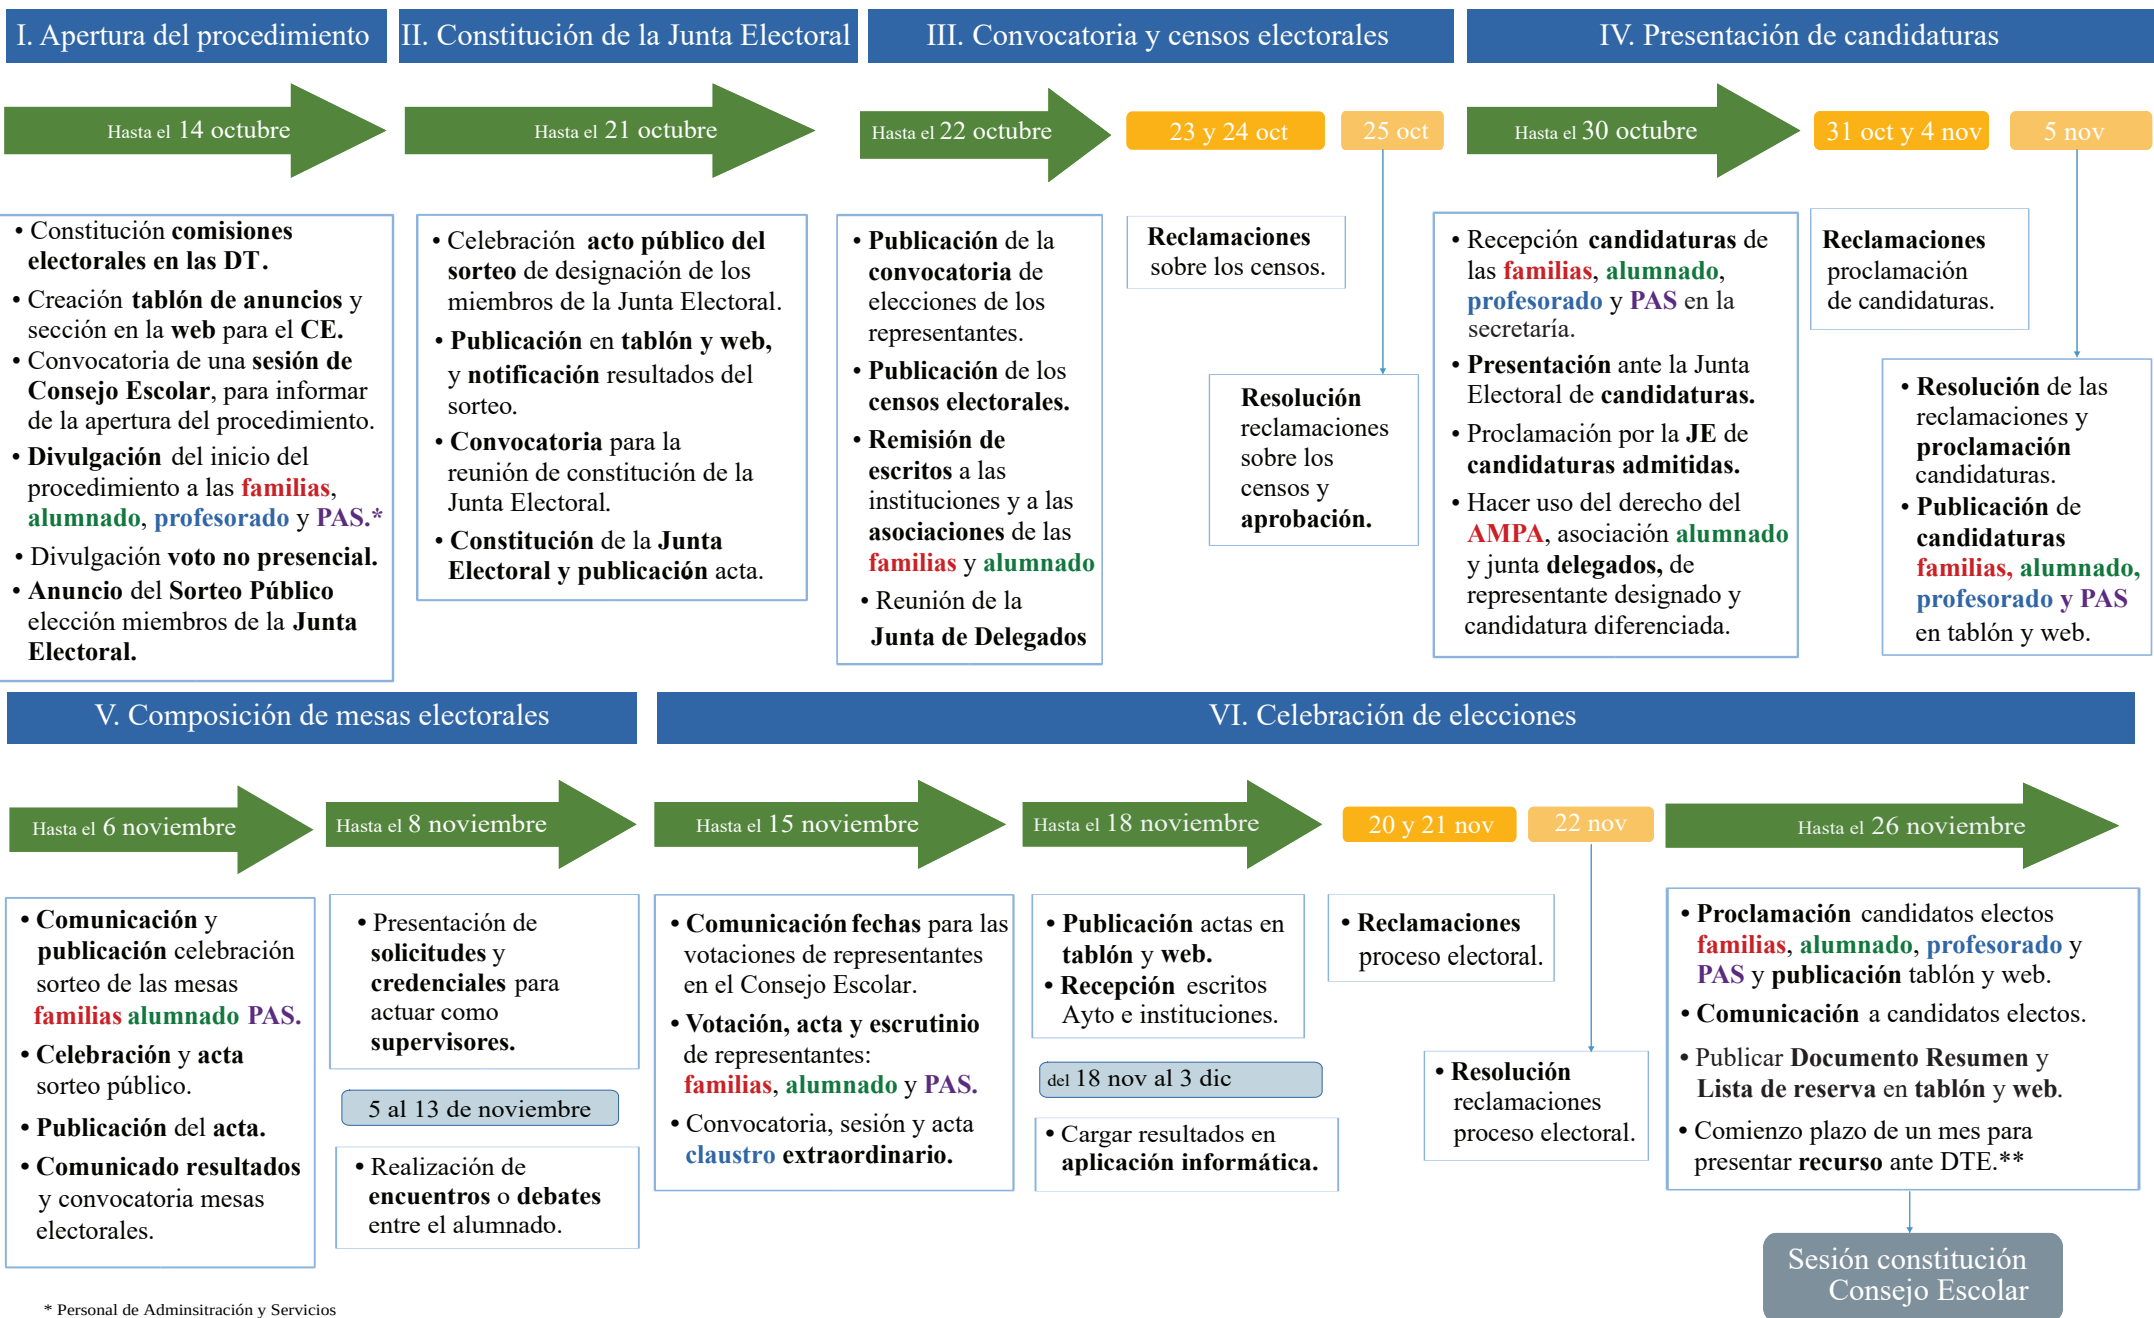 I. Apertura del procedimiento
Hasta el 14 octubre
• Constitución comisiones
electorales en las DT.
• Creación tablón de anuncios y
sección en la web para el CE.
• Convocatoria de una sesión de
Consejo Escolar, para informar
de la apertura del procedimiento.
• Divulgación del inicio del
procedimiento a las familias,
alumnado, profesorado y PAS.*
• Divulgación voto no presencial.
• Anuncio del Sorteo Público
elección miembros de la Junta
Electoral.
II. Constitución de la Junta Electoral
Hasta el 21 octubre
• Celebración acto público del
sorteo de designación de los
miembros de la Junta Electoral.
• Publicación en tablón y web,
y notificación resultados del
sorteo.
• Convocatoria para la
reunión de constitución de la
Junta Electoral.
• Constitución de la Junta
Electoral y publicación acta.
III. Convocatoria y censos electorales
Hasta el 22 octubre
• Publicación de la
convocatoria de
elecciones de los
representantes.
• Publicación de los
censos electorales.
• Remisión de
escritos a las
instituciones y a las
asociaciones de las
familias y alumnado
• Reunión de la
Junta de Delegados
23 y 24 oct
Reclamaciones
sobre los censos.
25 oct
Resolución
reclamaciones
sobre los
censos y
aprobación.
IV. Presentación de candidaturas
Hasta el 30 octubre
• Recepción candidaturas de
las familias, alumnado,
profesorado y PAS en la
secretaría.
• Presentación ante la Junta
Electoral de candidaturas.
• Proclamación por la JE de
candidaturas admitidas.
• Hacer uso del derecho del
AMPA, asociación alumnado
y junta delegados, de
representante designado y
candidatura diferenciada.
31 oct y 4 nov
Reclamaciones
proclamación
de candidaturas.
5 nov
• Resolución de las
reclamaciones y
proclamación
candidaturas.
• Publicación de
candidaturas
familias, alumnado,
profesorado y PAS
en tablón y web.
V. Composición de mesas electorales
Hasta el 6 noviembre
• Comunicación y
publicación celebración
sorteo de las mesas
familias alumnado PAS.
• Celebración y acta
sorteo público.
• Publicación del acta.
• Comunicado resultados
y convocatoria mesas
electorales.
Hasta el 8 noviembre
• Presentación de
solicitudes y
credenciales para
actuar como
supervisores.
5 al 13 de noviembre
• Realización de
encuentros o debates
entre el alumnado.
VI. Celebración de elecciones
Hasta el 15 noviembre
• Comunicación fechas para las
votaciones de representantes
en el Consejo Escolar.
• Votación, acta y escrutinio
de representantes:
familias, alumnado y PAS.
• Convocatoria, sesión y acta
claustro extraordinario.
Hasta el 18 noviembre
• Publicación actas en
tablón y web.
• Recepción escritos
Ayto e instituciones.
del 18 nov al 3 dic
• Cargar resultados en
aplicación informática.
20 y 21 nov
• Reclamaciones
proceso electoral.
22 nov
• Resolución
reclamaciones
proceso electoral.
Hasta el 26 noviembre
• Proclamación candidatos electos
familias, alumnado, profesorado y
PAS y publicación tablón y web.
• Comunicación a candidatos electos.
• Publicar Documento Resumen y
Lista de reserva en tablón y web.
• Comienzo plazo de un mes para
presentar recurso ante DTE.**
Sesión constitución
Consejo Escolar
* Personal de Adminsitración y Servicios